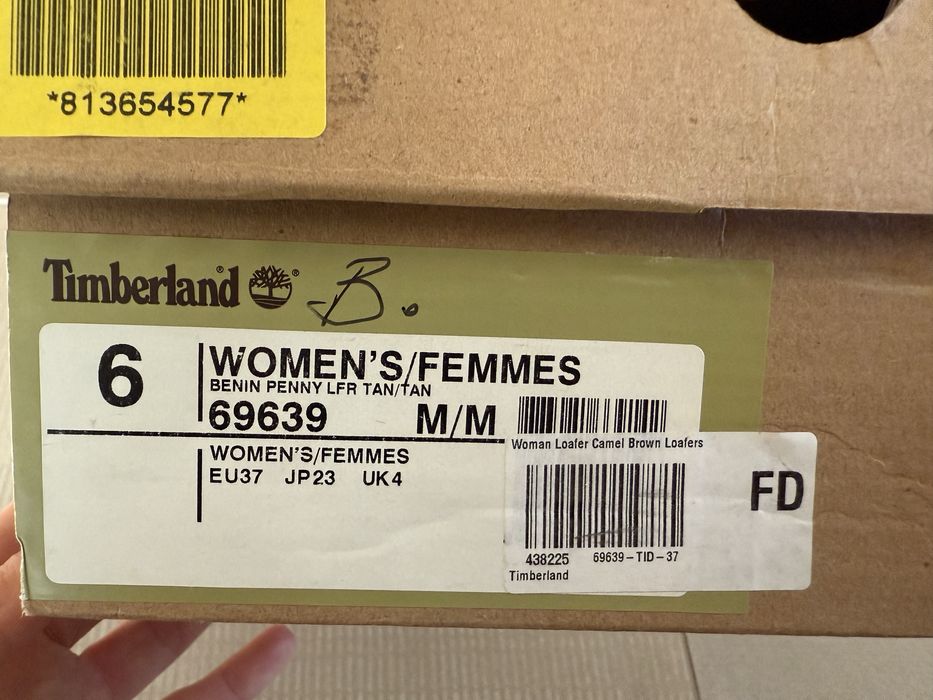 *813654577*
Timberland® ®
B.
6
WOMEN'S/FEMMES
BENIN PENNY LFR TAN/TAN
69639 M/M
WOMEN'S/FEMMES
EU37 JP23 UK4
Woman Loafer Camel Brown Loafers
FD
438225 69639-TID-37
Timberland